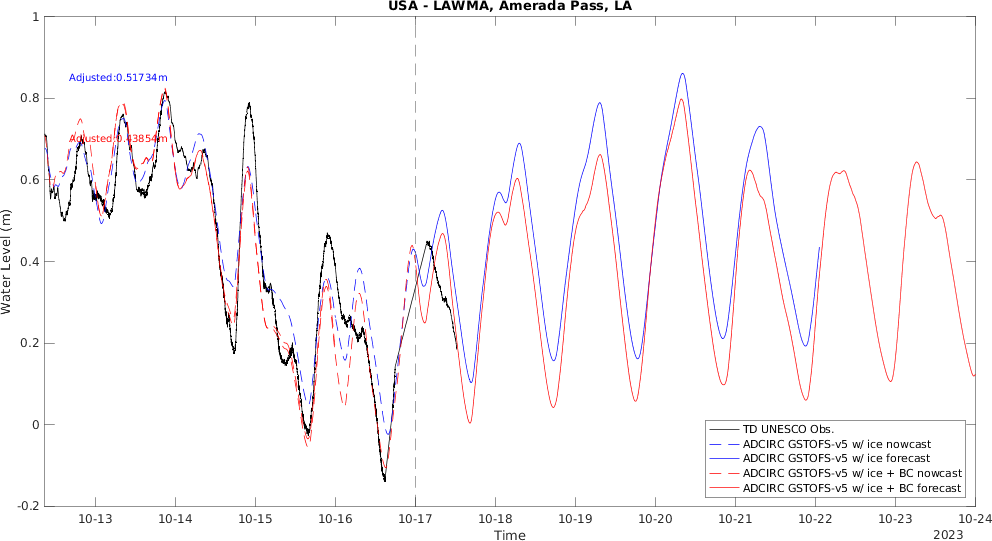 USA - LAWMA, Amerada Pass, LA
Adjusted:0.51734m
Adjusted:0.43854m
Water Level (m)
1
0.8
0.6
0.4
0.2
0
-0.2
TD UNESCO Obs.
ADCIRC GSTOFS-v5 w/ ice nowcast
ADCIRC GSTOFS-v5 w/ ice forecast
ADCIRC GSTOFS-v5 w/ ice + BC nowcast
ADCIRC GSTOFS-v5 w/ ice + BC forecast
10-13 10-14 10-15 10-16 10-17 10-18 10-19 10-20 10-21 10-22 10-23 10-24
Time
2023